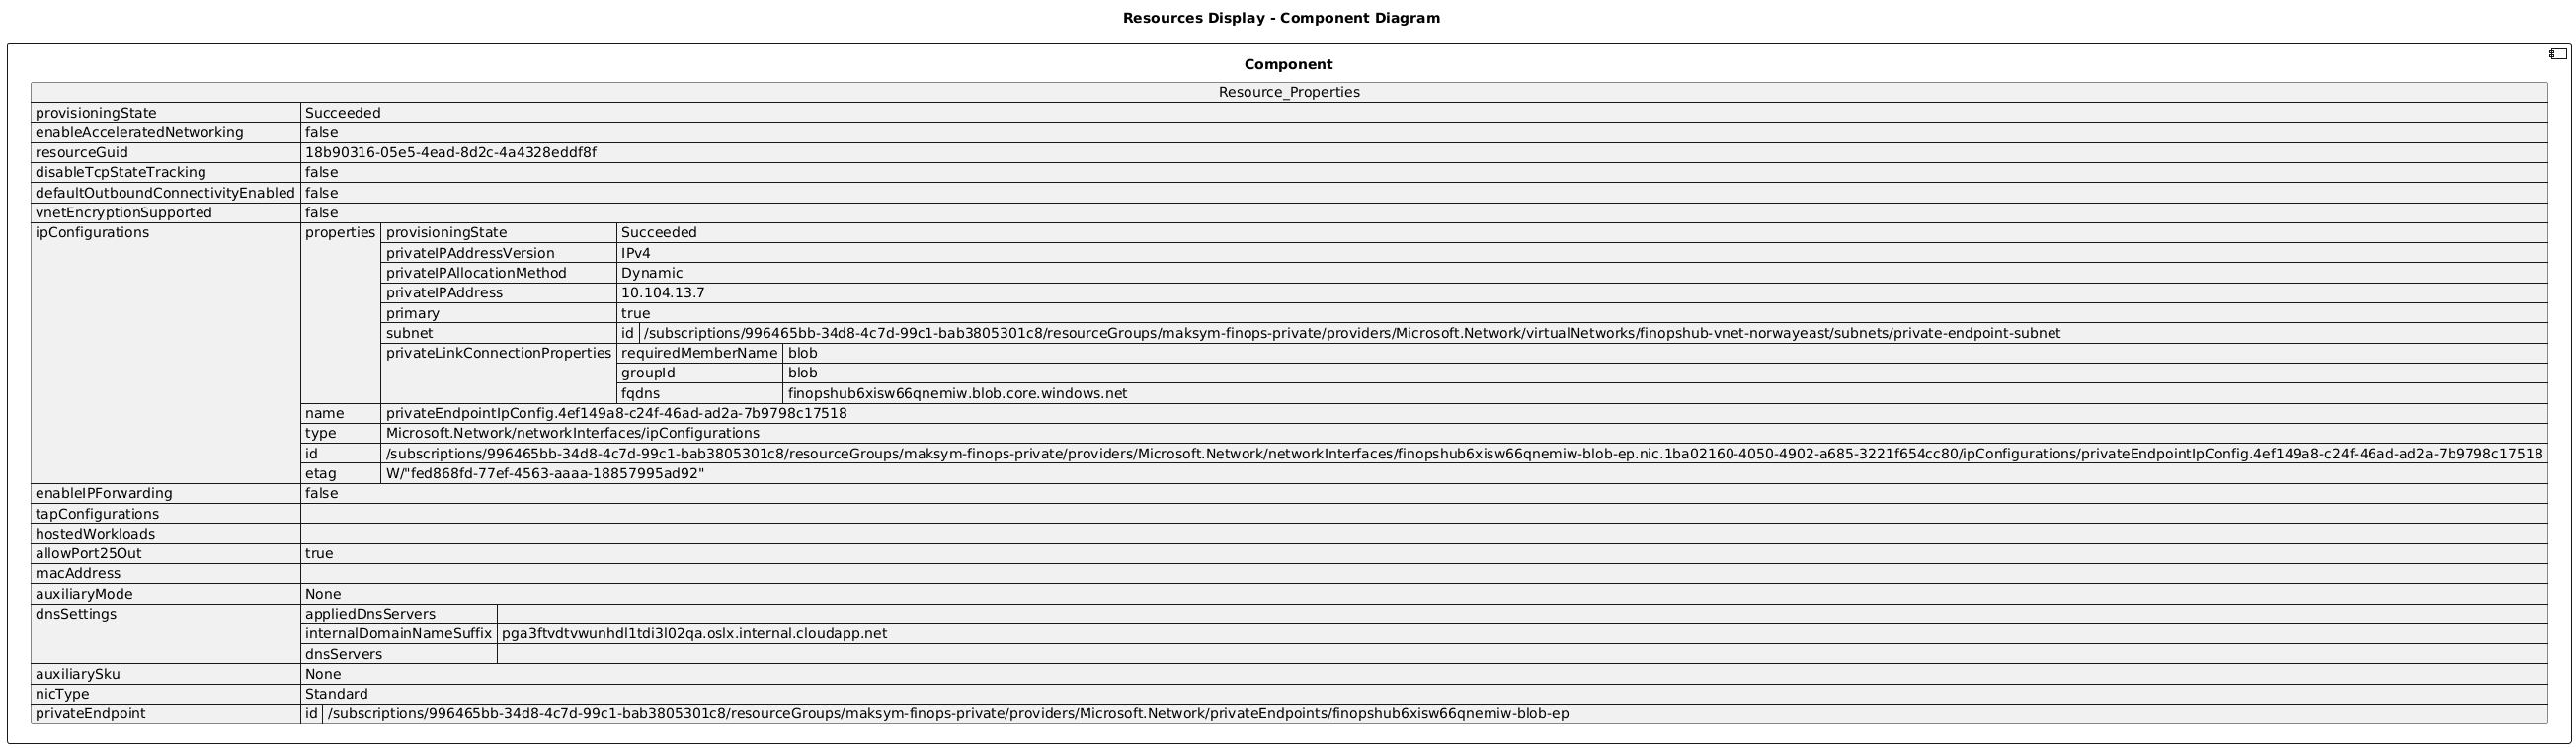 Resources Display - Component Diagram
Component
Resource_Properties
provisioningState Succeeded
enableAcceleratedNetworking false
resourceGuid 18b90316-05e5-4ead-8d2c-4a4328eddf8f
disableTcpStateTracking false
defaultOutboundConnectivityEnabled false
vnetEncryptionSupported false
ipConfigurations properties provisioningState Succeeded
privateIPAddressVersion IPv4
privateIPAllocationMethod Dynamic
privateIPAddress 10.104.13.7
primary true
subnet id /subscriptions/996465bb-34d8-4c7d-99c1-bab3805301c8/resourceGroups/maksym-finops-private/providers/Microsoft.Network/virtualNetworks/finopshub-vnet-norwayeast/subnets/private-endpoint-subnet
privateLinkConnectionProperties requiredMemberName blob
groupId blob
fqdns finopshub6xisw66qnemiw.blob.core.windows.net
name privateEndpointIpConfig.4ef149a8-c24f-46ad-ad2a-7b9798c17518
type Microsoft.Network/networkInterfaces/ipConfigurations
id /subscriptions/996465bb-34d8-4c7d-99c1-bab3805301c8/resourceGroups/maksym-finops-private/providers/Microsoft.Network/networkInterfaces/finopshub6xisw66qnemiw-blob-ep.nic.1ba02160-4050-4902-a685-3221f654cc80/ipConfigurations/privateEndpointIpConfig.4ef149a8-c24f-46ad-ad2a-7b9798c17518
etag W/"fed868fd-77ef-4563-aaaa-18857995ad92"
enableIPForwarding false
tapConfigurations
hostedWorkloads
allowPort25Out true
macAddress
auxiliaryMode None
dnsSettings appliedDnsServers
internalDomainNameSuffix pga3ftvdtvwunhdl1tdi3l02qa.oslx.internal.cloudapp.net
dnsServers
auxiliarySku None
nicType Standard
privateEndpoint id /subscriptions/996465bb-34d8-4c7d-99c1-bab3805301c8/resourceGroups/maksym-finops-private/providers/Microsoft.Network/privateEndpoints/finopshub6xisw66qnemiw-blob-ep